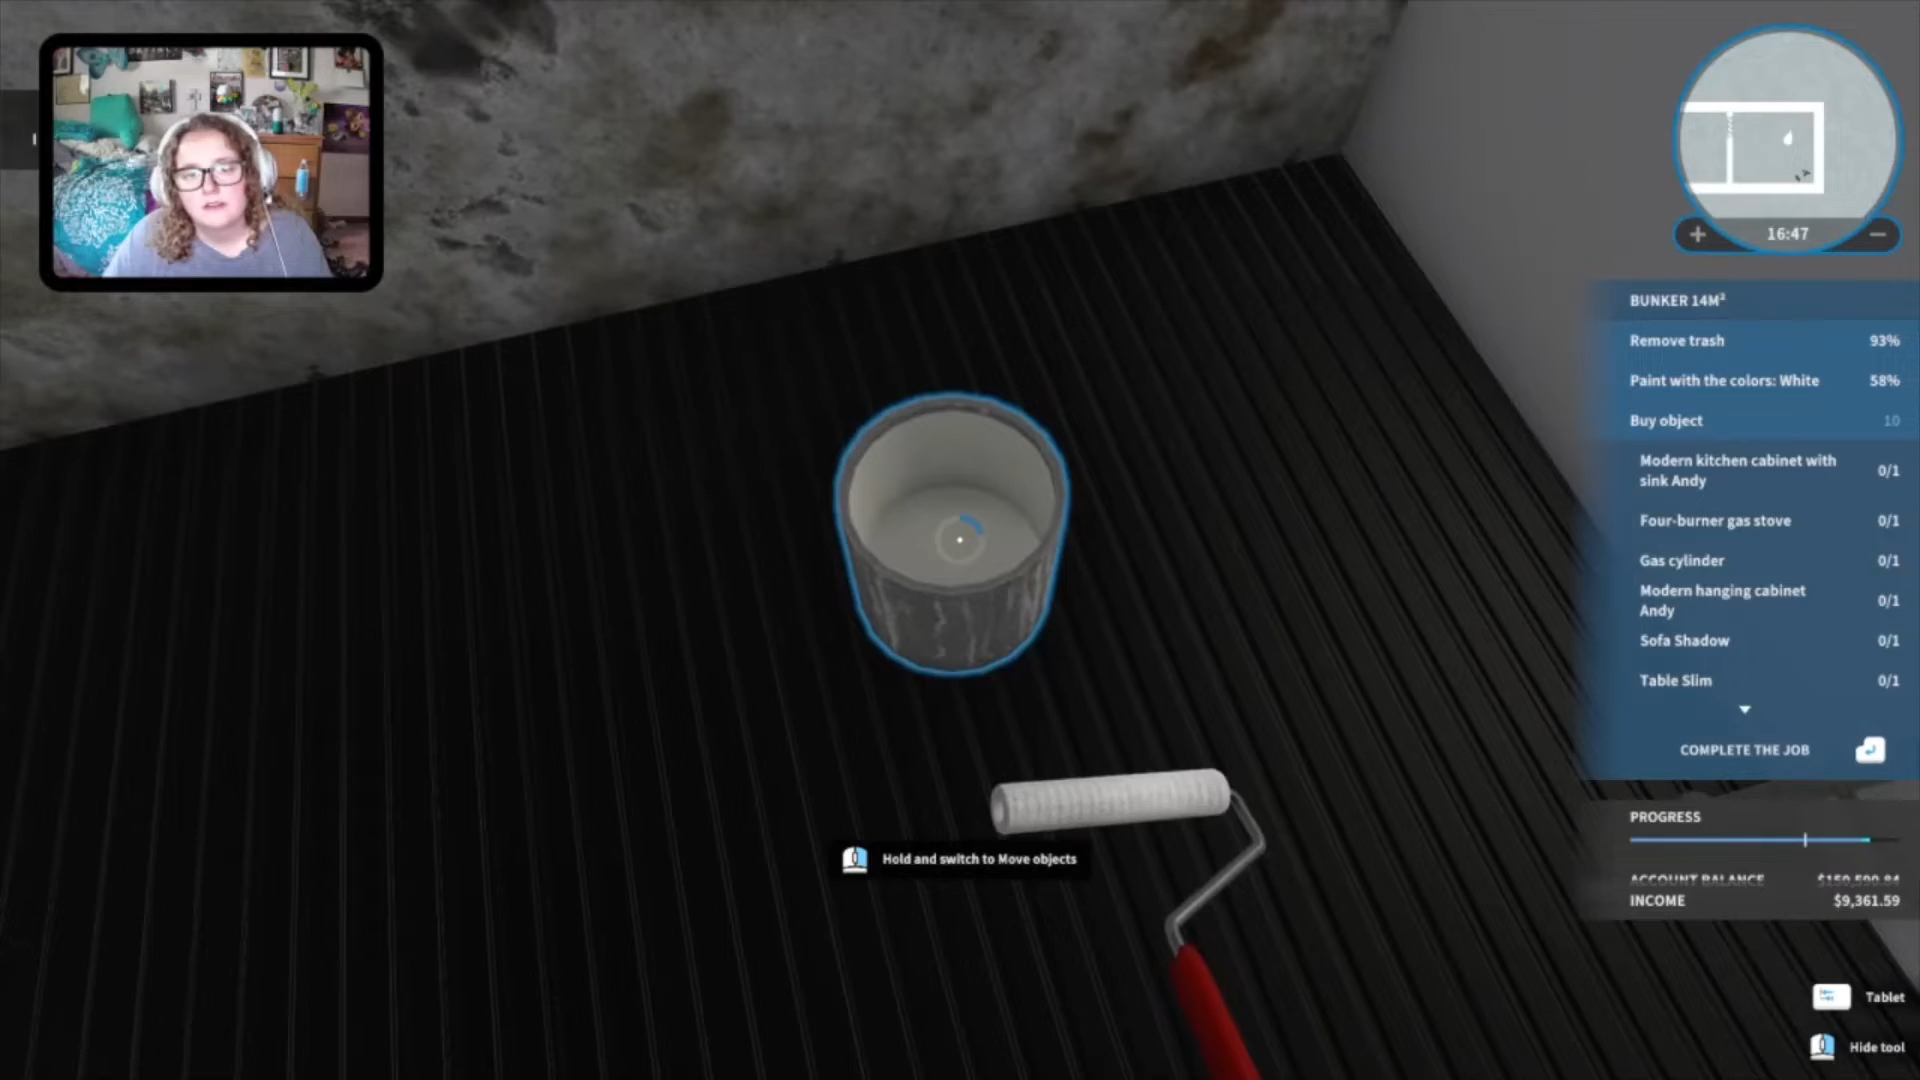 16:47
BUNKER 14M²
Remove trash 93%
Paint with the colors: White 58%
Buy object 10
Modern kitchen cabinet with
sink Andy 0/1
Four-burner gas stove 0/1
Gas cylinder 0/1
Modern hanging cabinet
Andy 0/1
Sofa Shadow 0/1
Table Slim 0/1
COMPLETE THE JOB
PROGRESS
ACCOUNT BALANCE
INCOME $9,361.59
Hold and switch to Move objects
Tablet
Hide tool